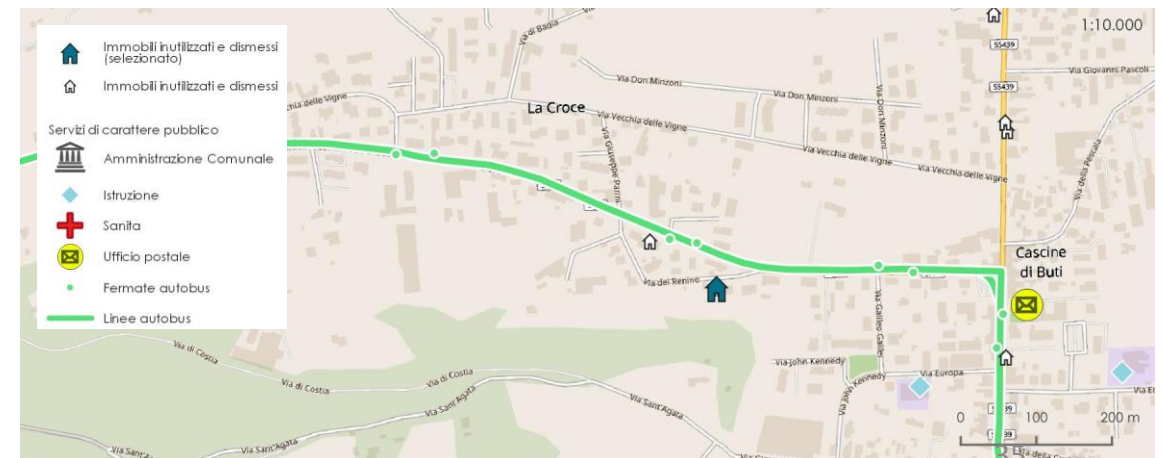 Immobili inutilizzati e dismessi
(selezionato)
Immobili inutilizzati e dismessi
Servizi di carattere pubblico
Amministrazione Comunale
Istruzione
Sanita
Ufficio postale
Fermate autobus
Linee autobus
1:10.000
SS439
SS439
Via di Badia
Via Don Minzoni
Via Don Minzoni
Via Don Minzoni
Via Giovanni Pascoli
La Croce
Vecchia delle Vigne
Via Vecchia delle Vigne
Via Vecchia delle Vigne
Via Vecchia delle Vigne
Via della Pescala
Via Giuseppe Parini
Cascine
di Buti
Via dei Renino
Via Galileo Galilei
Via di Costia
Via di Costia
Via di Costia
Via John Kennedy
Via John Kennedy
Via Europa
Via Sant'Agata
Via Sant'Agata
Via Sant'Agata
Via Sant'Agata
0 100 200 m